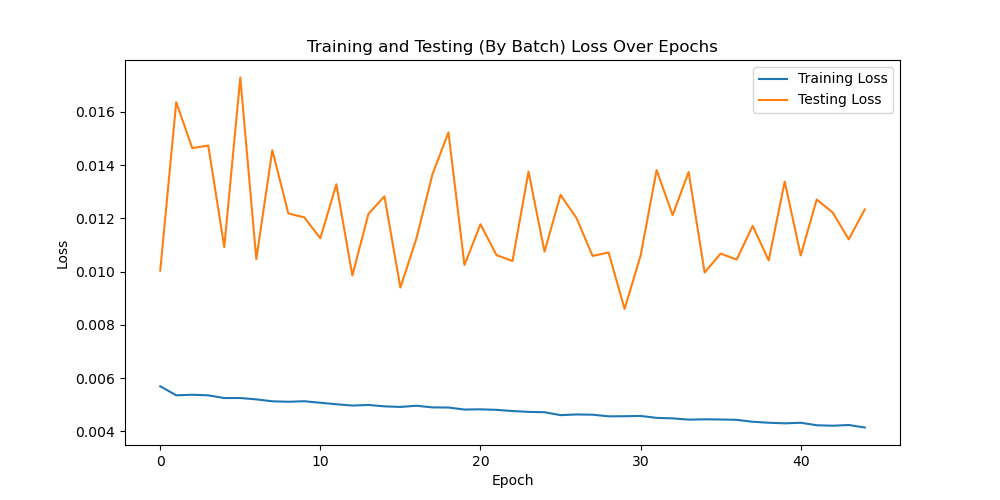 Training and Testing (By Batch) Loss Over Epochs
Training Loss
Testing Loss
0.016
0.014
0.012
0.010
0.008
0.006
0.004
Loss
0 10 20 30 40
Epoch